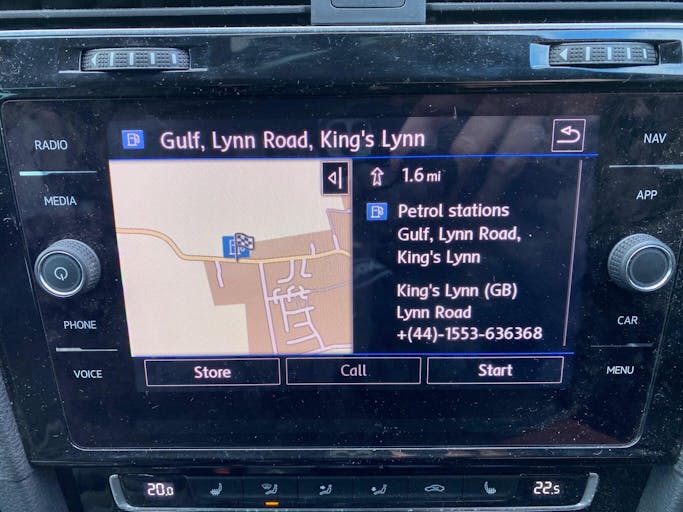 Gulf, Lynn Road, King's Lynn
RADIO
MEDIA
PHONE
VOICE
1.6 mi
Petrol stations
Gulf, Lynn Road,
King's Lynn
King's Lynn (GB)
Lynn Road
+(44)-1553-636368
Store
Call
Start
NAV
APP
CAR
MENU
20.0
22.5